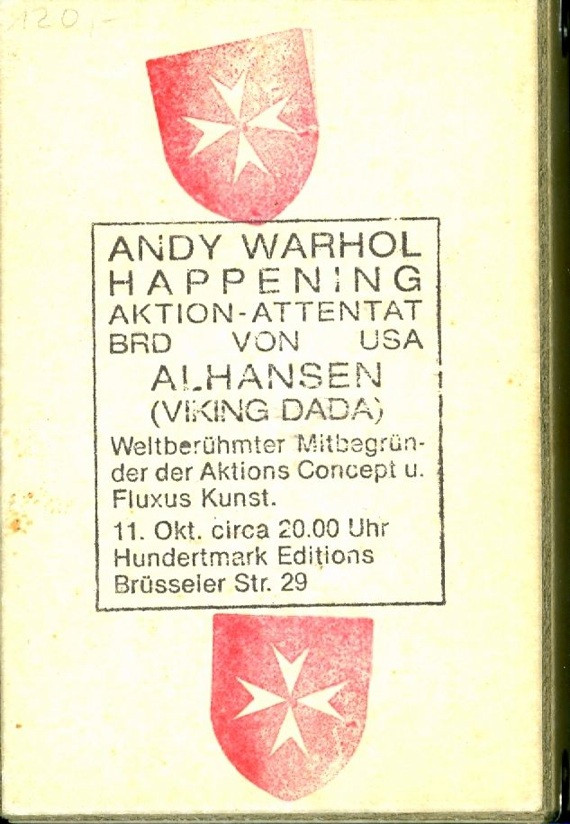 120,-
ANDY WARHOL
HAPPENING
AKTION-ATTENTAT
BRD VON USA
ALHANSEN
(VIKING DADA)
Weltberühmter Mitbegrün-
der der Aktions Concept u.
Fluxus Kunst.
11. Okt. circa 20.00 Uhr
Hundertmark Editions
Brüsseler Str. 29